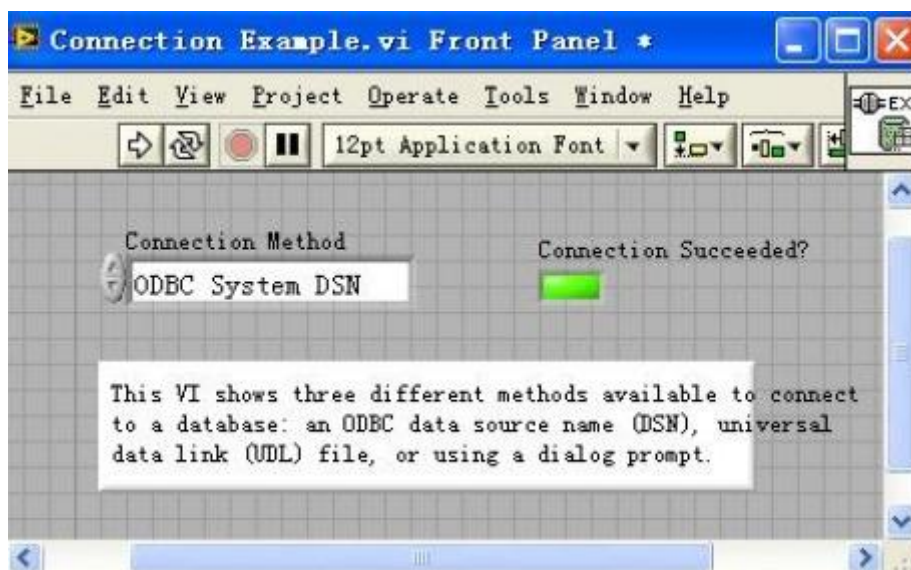 Connection Example.vi Front Panel *
File Edit View Project Operate Tools Window Help
12pt Application Font
EX
Connection Method
Connection Succeeded?
ODBC System DSN
This VI shows three different methods available to connect
to a database: an ODBC data source name (DSN), universal
data link (UDL) file, or using a dialog prompt.